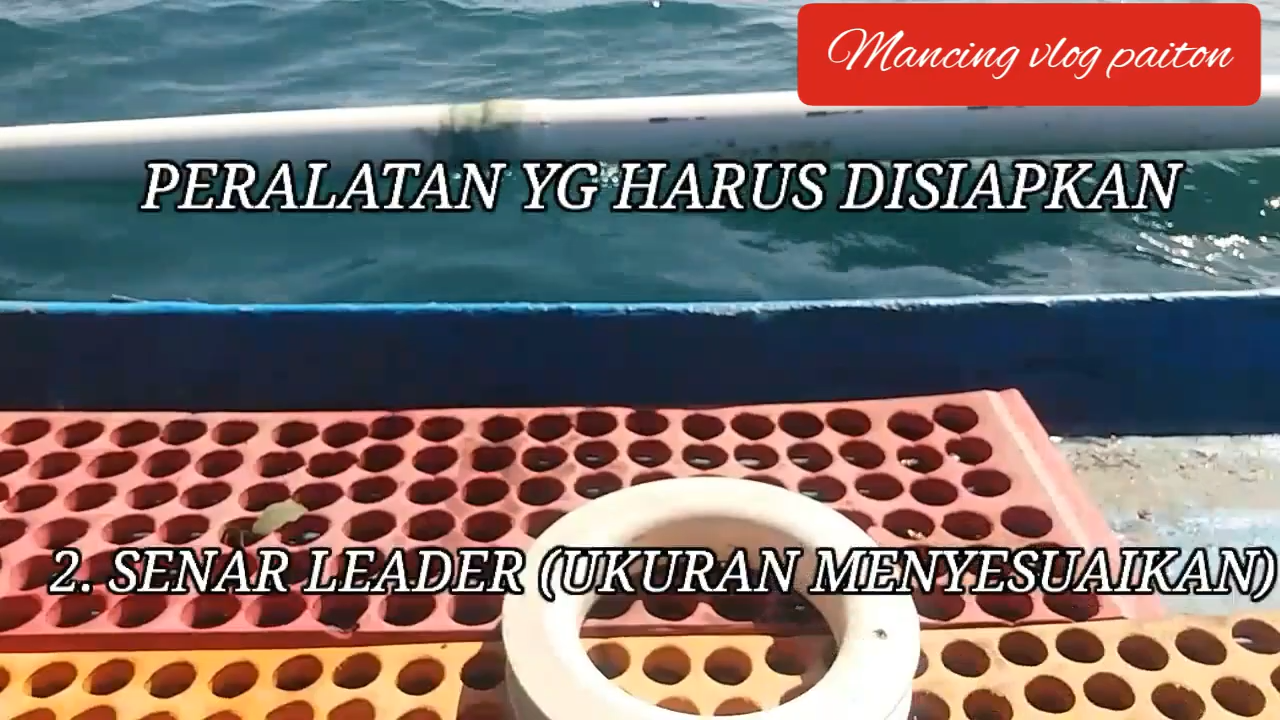 Mancing vlog paiton
PERALATAN YG HARUS DISIAPKAN
2. SENAR LEADER (UKURAN MENYESUAIKAN)